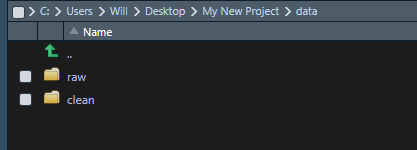 C: > Users > Will > Desktop > My New Project > data
Name
..
raw
clean